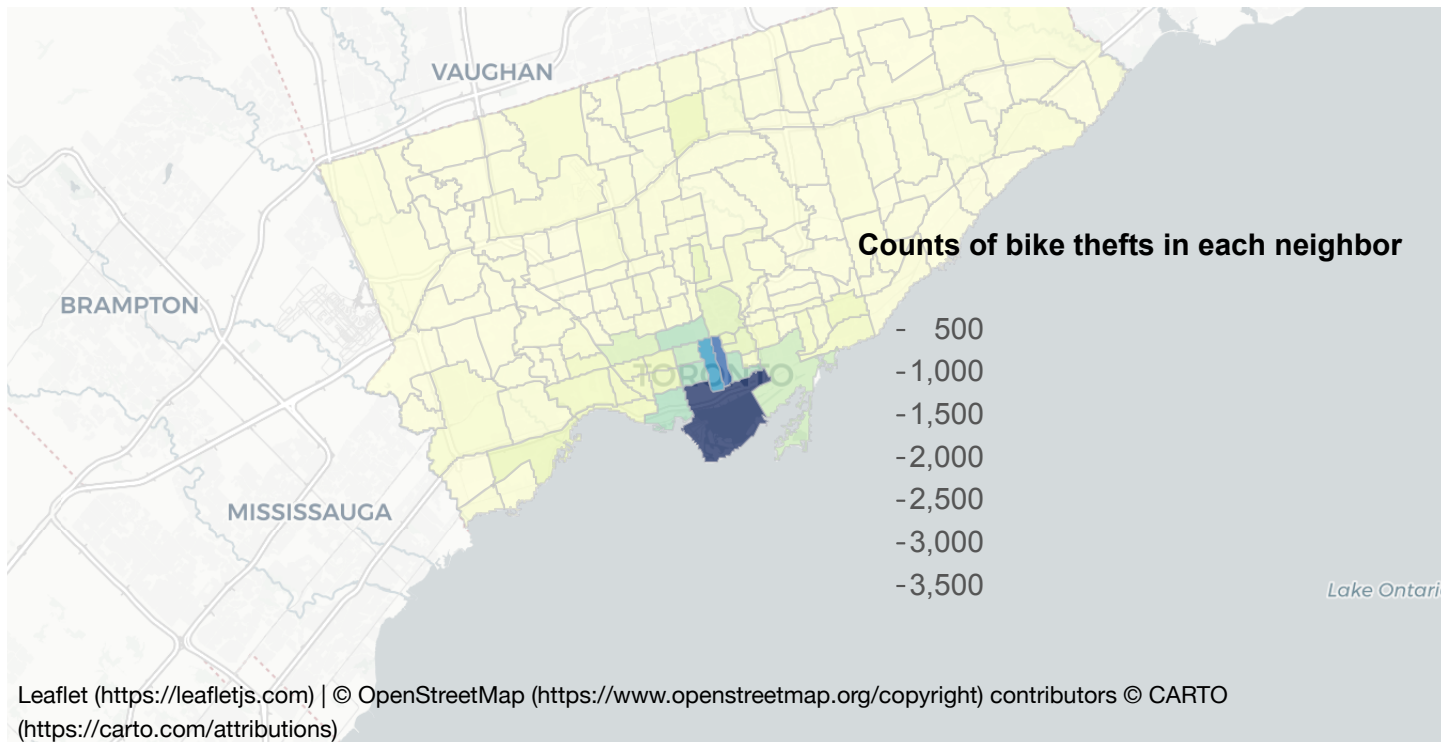 VAUGHAN
Counts of bike thefts in each neighbor
BRAMPTON
- 500
-1,000
TORONTO
-1,500
-2,000
-2,500
MISSISSAUGA
-3,000
-3,500
Lake Ontari
Leaflet (https://leafletjs.com) | © OpenStreetMap (https://www.openstreetmap.org/copyright) contributors © CARTO
(https://carto.com/attributions)